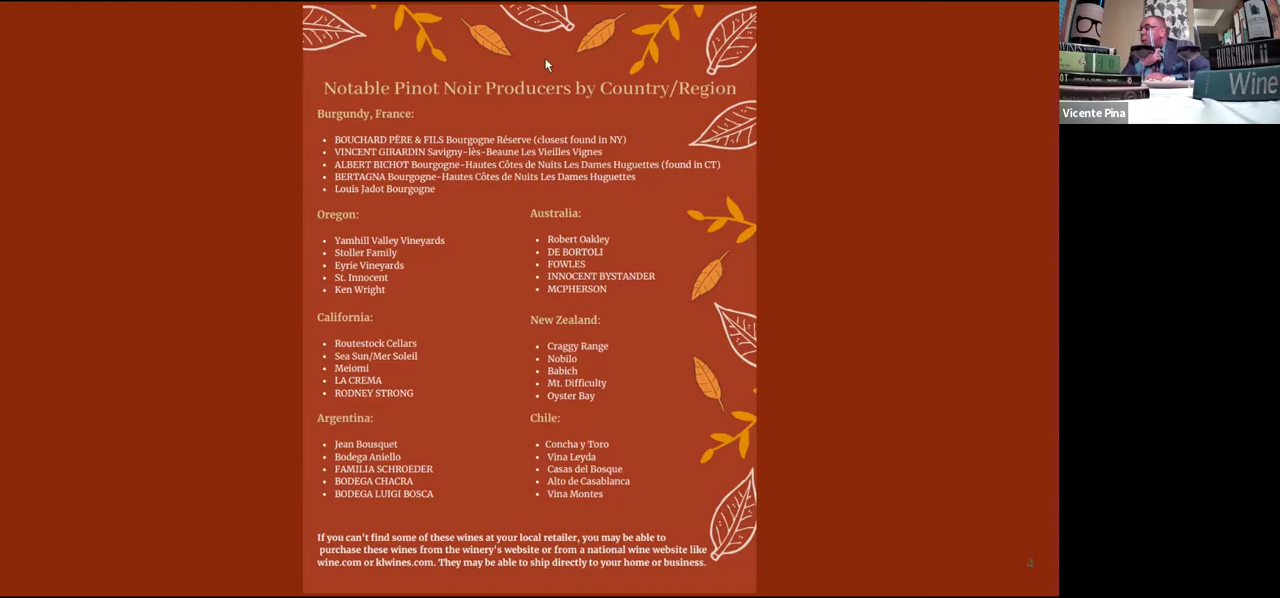 Notable Pinot Noir Producers by Country/Region
Burgundy, France:
• BOUCHARD PÈRE & FILS Bourgogne Réserve (closest found in NY)
• VINCENT GIRARDIN Savigny-lès-Beaune Les Vieilles Vignes
• ALBERT BICHOT Bourgogne-Hautes Côtes de Nuits Les Dames Huguettes (found in CT)
• BERTAGNA Bourgogne-Hautes Côtes de Nuits Les Dames Huguettes
• Louis Jadot Bourgogne
Oregon:
• Yamhill Valley Vineyards
• Stoller Family
• Eyrie Vineyards
• St. Innocent
• Ken Wright
Australia:
• Robert Oakley
• DE BORTOLI
• FOWLES
• INNOCENT BYSTANDER
• MCPHERSON
California:
• Routestock Cellars
• Sea Sun/Mer Soleil
• Meiomi
• LA CREMA
• RODNEY STRONG
New Zealand:
• Craggy Range
• Nobilo
• Babich
• Mt. Difficulty
• Oyster Bay
Argentina:
• Jean Bousquet
• Bodega Aniello
• FAMILIA SCHROEDER
• BODEGA CHACRA
• BODEGA LUIGI BOSCA
Chile:
• Concha y Toro
• Vina Leyda
• Casas del Bosque
• Alto de Casablanca
• Vina Montes
If you can't find some of these wines at your local retailer, you may be able to
purchase these wines from the winery's website or from a national wine website like
wine.com or klwines.com. They may be able to ship directly to your home or business.
4
BURGUNDY
Wine
Vicente Pina